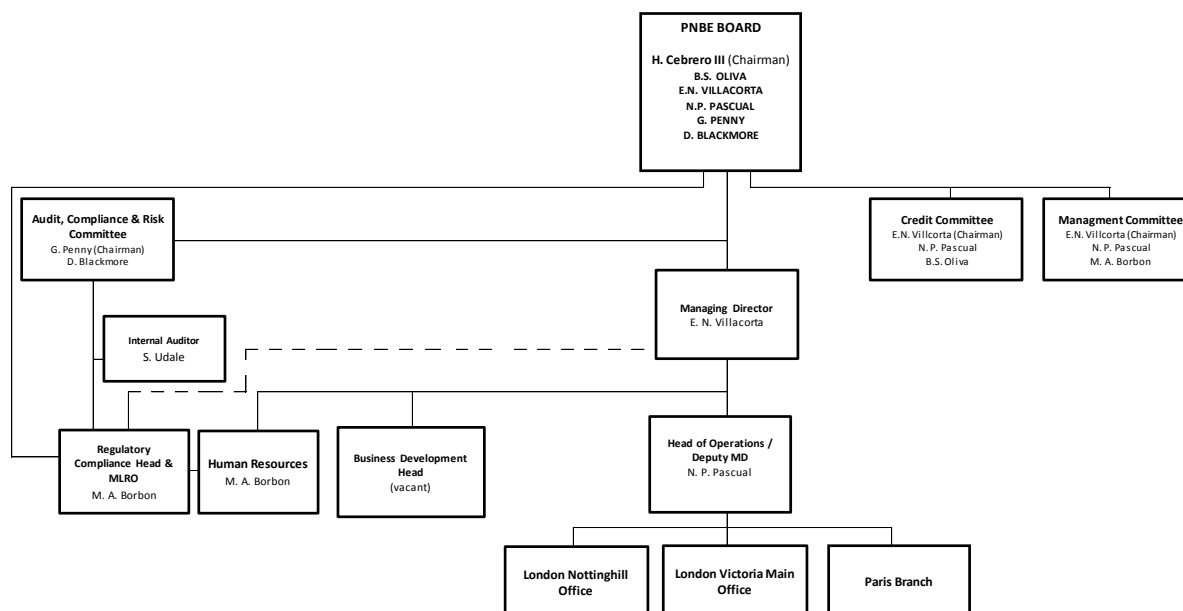 PNBE BOARD
H. Cebrero III (Chairman)
B.S. OLIVA
E.N. VILLACORTA
N.P. PASCUAL
G. PENNY
D. BLACKMORE
Audit, Compliance & Risk
Committee
G. Penny (Chairman)
D. Blackmore
Credit Committee
E.N. Villcorta (Chairman)
N. P. Pascual
B.S. Oliva
Managment Committee
E.N. Villcorta (Chairman)
N. P. Pascual
M. A. Borbon
Managing Director
E. N. Villacorta
Internal Auditor
S. Udale
Regulatory
Compliance Head &
MLRO
M. A. Borbon
Human Resources
M. A. Borbon
Business Development
Head
(vacant)
Head of Operations /
Deputy MD
N. P. Pascual
London Nottinghill
Office
London Victoria Main
Office
Paris Branch